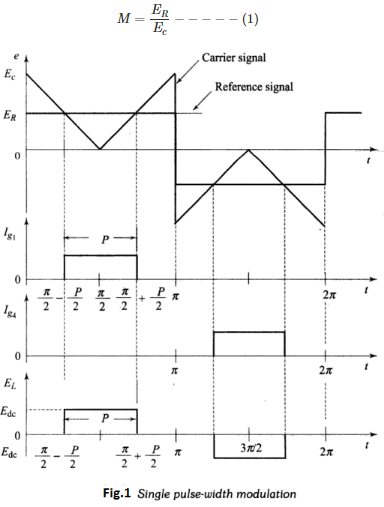 M = E_R / E_c - - - - - (1)
e
E_c
Carrier signal
Reference signal
E_R
0
t
I_g1
P
0
π/2 - P/2 π/2 π/2 + P/2 π 2π t
I_g4
0
π 2π t
E_L
E_dc
P
0
3π/2 t
E_dc π/2 - P/2 π/2 + P/2 π 2π
Fig.1 Single pulse-width modulation